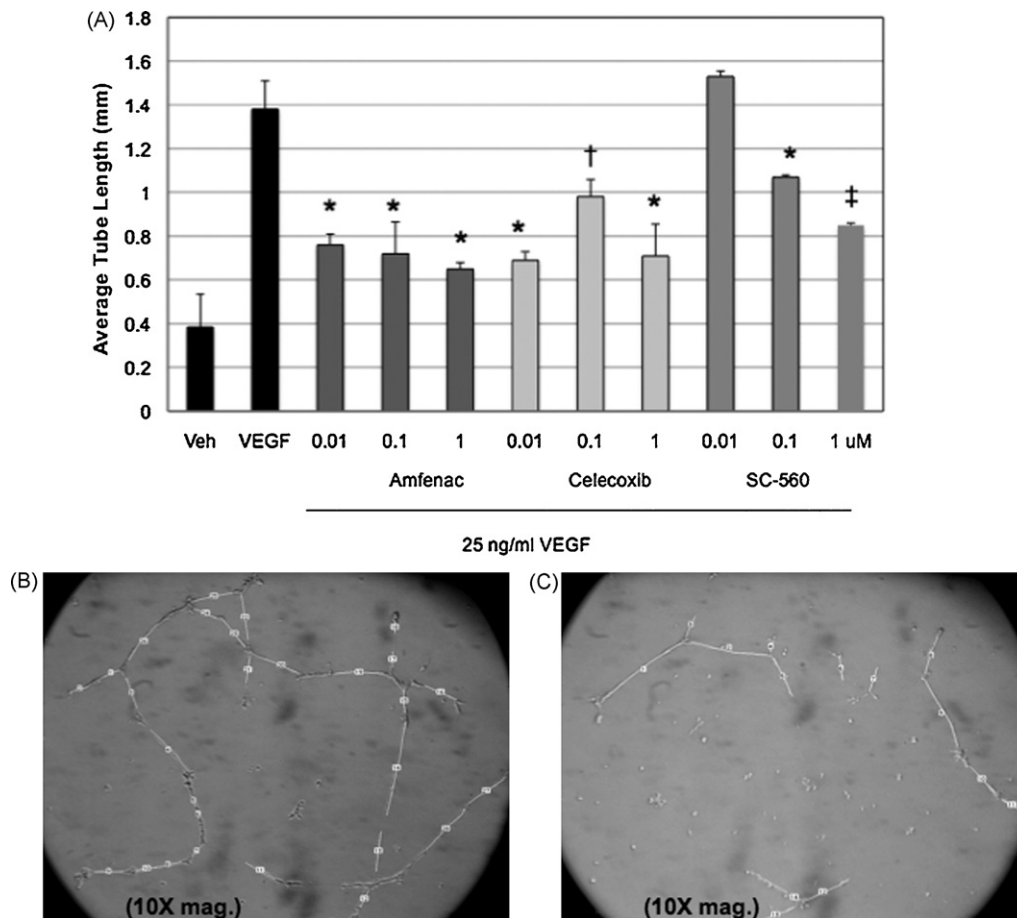 (A)
Average Tube Length (mm)
1.8
1.6
1.4
1.2
1
0.8
0.6
0.4
0.2
0
* * * * † * * ‡
Veh VEGF 0.01 0.1 1 0.01 0.1 1 0.01 0.1 1 uM
Amfenac Celecoxib SC-560
25 ng/ml VEGF
(B) (C)
(10X mag.) (10X mag.)